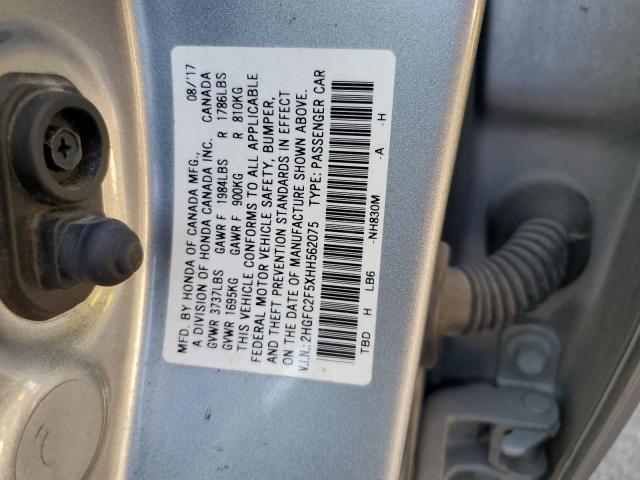 MFD. BY HONDA OF CANADA MFG., 08/'17
A DIVISION OF HONDA CANADA INC. CANADA
GVWR 3737LBS GAWR F 1984LBS R 1786LBS
GVWR 1695KG GAWR F 900KG R 810KG
THIS VEHICLE CONFORMS TO ALL APPLICABLE
FEDERAL MOTOR VEHICLE SAFETY, BUMPER,
AND THEFT PREVENTION STANDARDS IN EFFECT
ON THE DATE OF MANUFACTURE SHOWN ABOVE.
V.I.N.: 2HGFC2F5XHH562075 TYPE: PASSENGER CAR
TBD H LB6 -NH830M -A -H